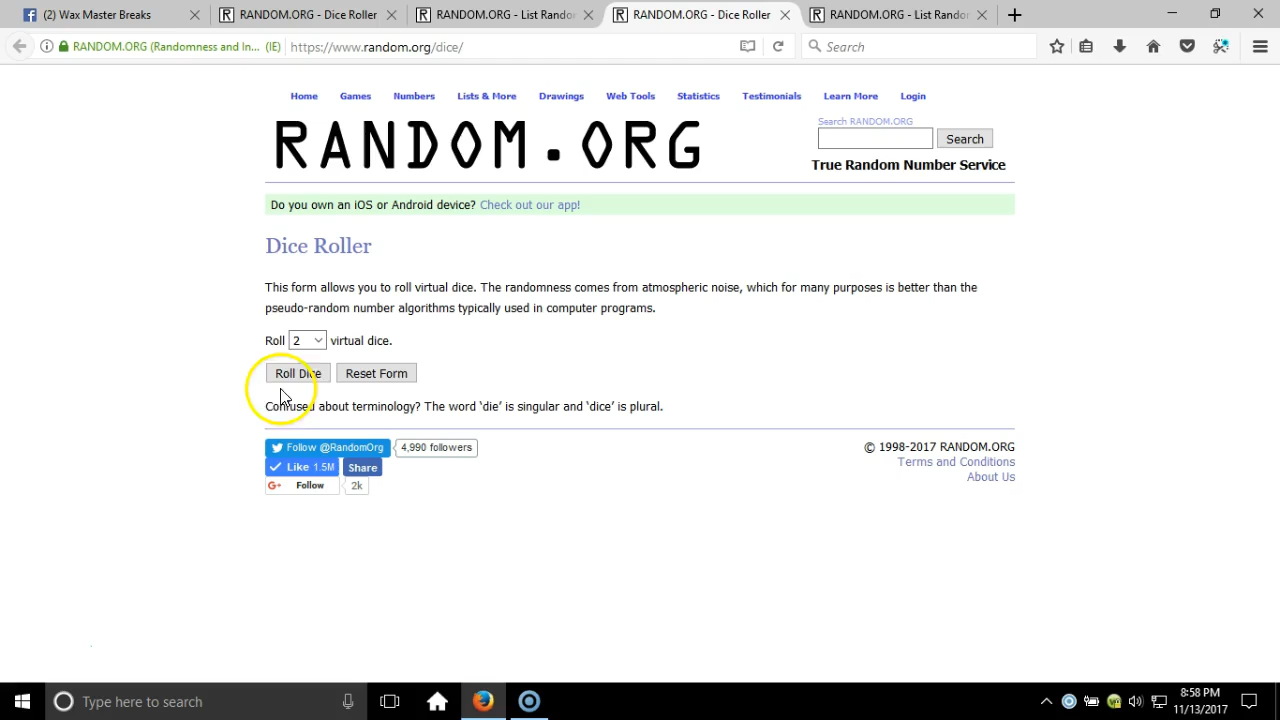 (2) Wax Master Breaks
RANDOM.ORG - Dice Roller
RANDOM.ORG - List Rando
RANDOM.ORG - Dice Roller
RANDOM.ORG - List Rando
RANDOM.ORG (Randomness and In... (IE)
https://www.random.org/dice/
Search
Home Games Numbers Lists & More Drawings Web Tools Statistics Testimonials Learn More Login
RANDOM.ORG
Search RANDOM.ORG
Search
True Random Number Service
Do you own an iOS or Android device? Check out our app!
Dice Roller
This form allows you to roll virtual dice. The randomness comes from atmospheric noise, which for many purposes is better than the
pseudo-random number algorithms typically used in computer programs.
Roll 2 virtual dice.
Roll Dice Reset Form
Confused about terminology? The word ‘die’ is singular and ‘dice’ is plural.
Follow @RandomOrg 4,990 followers
Like 1.5M Share
G+ Follow 2k
© 1998-2017 RANDOM.ORG
Terms and Conditions
About Us
Type here to search
8:58 PM
11/13/2017